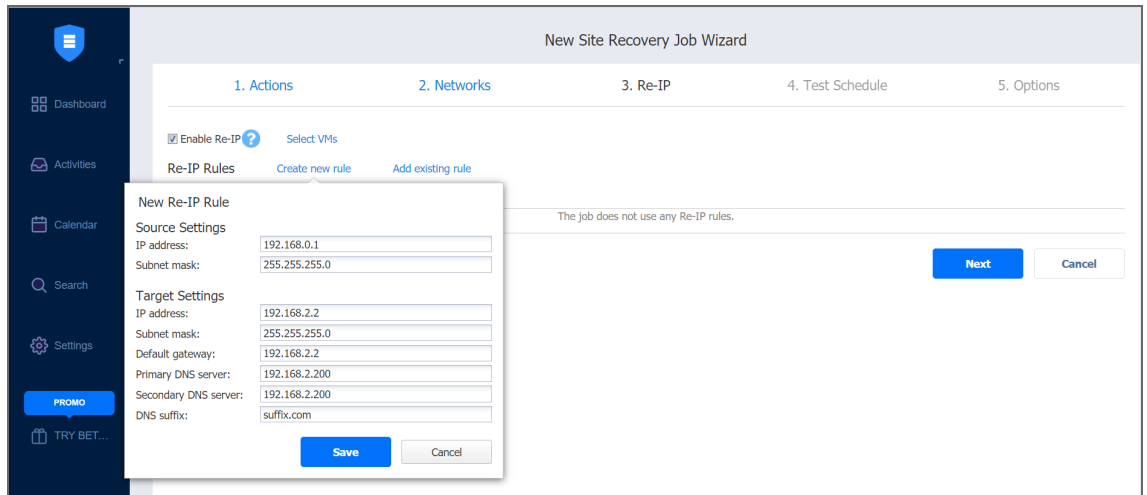 New Site Recovery Job Wizard
1. Actions 2. Networks 3. Re-IP 4. Test Schedule 5. Options
Dashboard
Activities
Calendar
Search
Settings
PROMO
TRY BET...
Enable Re-IP ? Select VMs
Re-IP Rules Create new rule Add existing rule
The job does not use any Re-IP rules.
Next Cancel
New Re-IP Rule
Source Settings
IP address: 192.168.0.1
Subnet mask: 255.255.255.0
Target Settings
IP address: 192.168.2.2
Subnet mask: 255.255.255.0
Default gateway: 192.168.2.2
Primary DNS server: 192.168.2.200
Secondary DNS server: 192.168.2.200
DNS suffix: suffix.com
Save Cancel